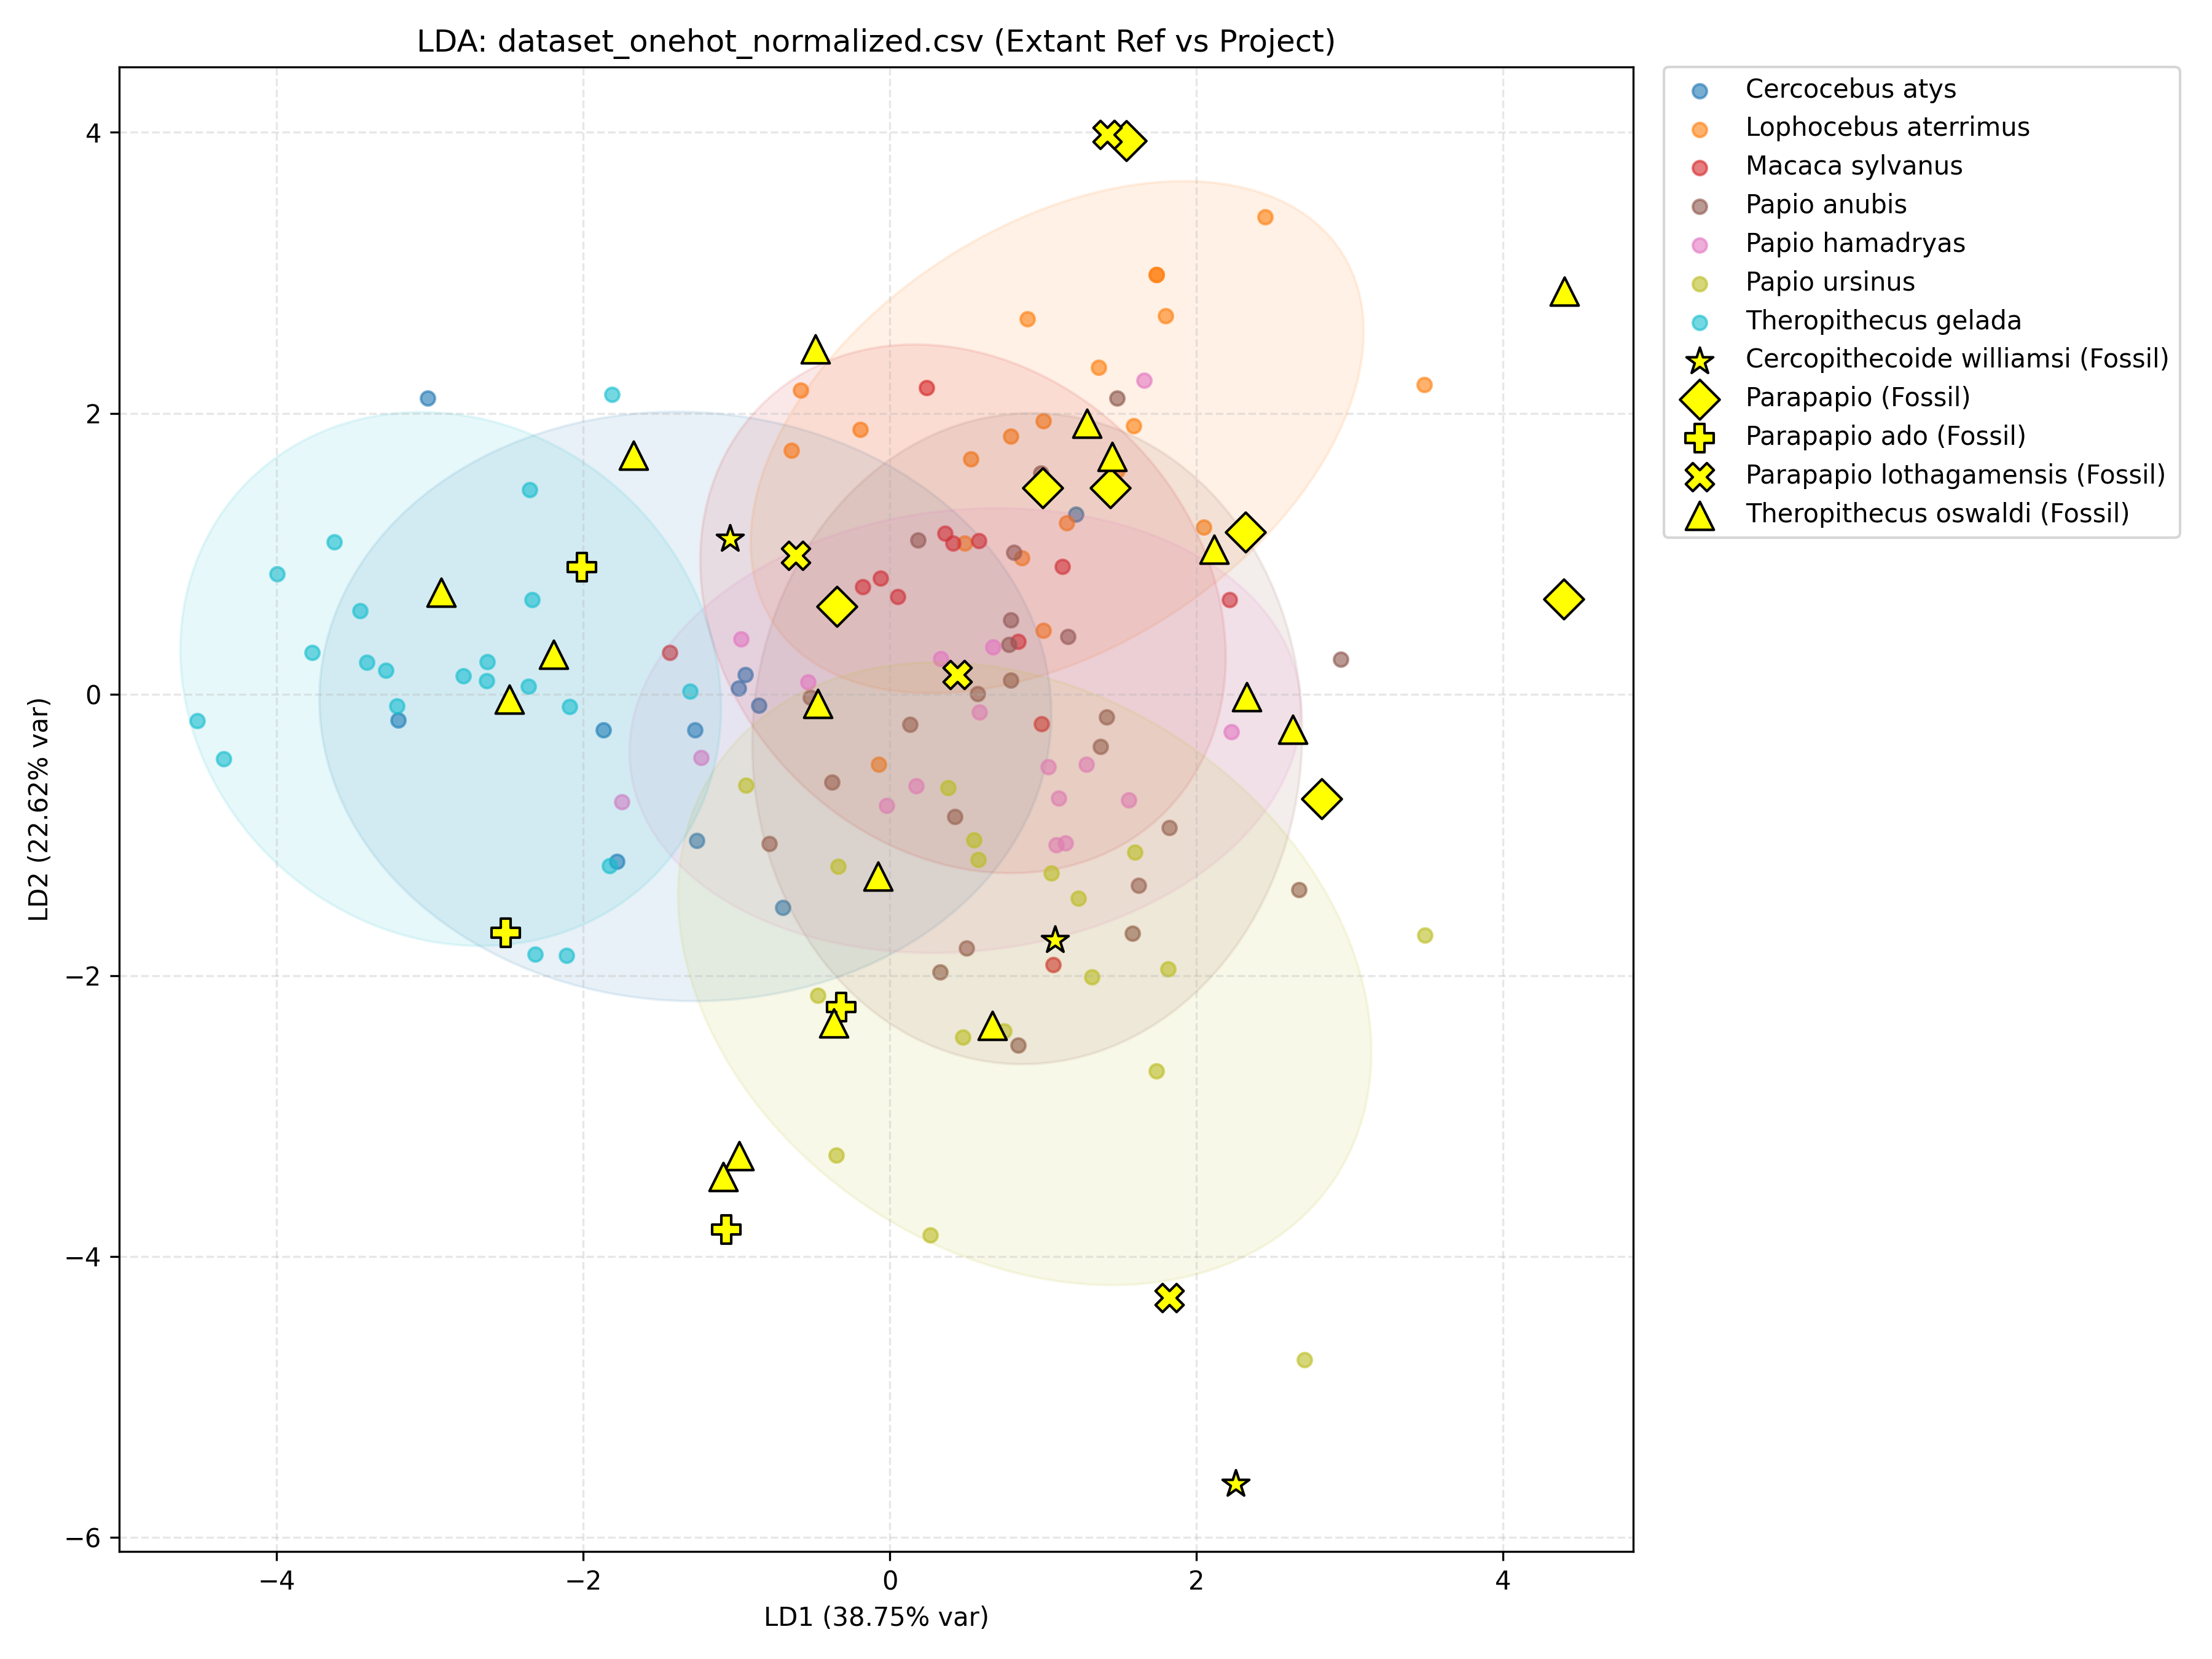 LDA: dataset_onehot_normalized.csv (Extant Ref vs Project)
Cercocebus atys
Lophocebus aterrimus
Macaca sylvanus
Papio anubis
Papio hamadryas
Papio ursinus
Theropithecus gelada
Cercopithecoide williamsi (Fossil)
Parapapio (Fossil)
Parapapio ado (Fossil)
Parapapio lothagamensis (Fossil)
Theropithecus oswaldi (Fossil)
LD2 (22.62% var)
4
2
0
−2
−4
−6
−4
−2
0
2
4
LD1 (38.75% var)